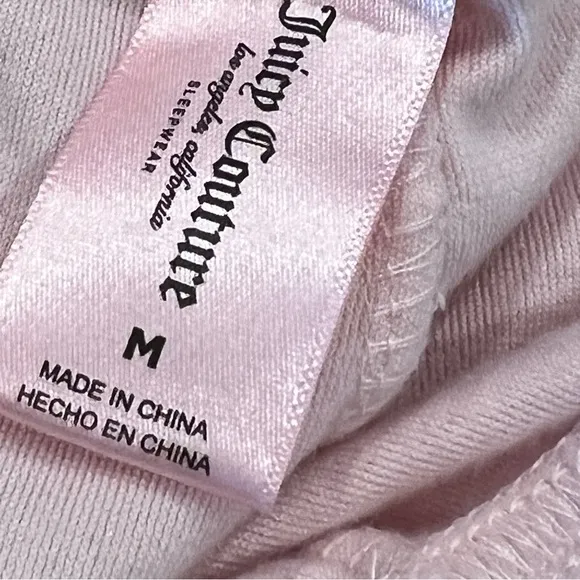 Juicy Couture
los angeles, california
SLEEPWEAR
M
MADE IN CHINA
HECHO EN CHINA